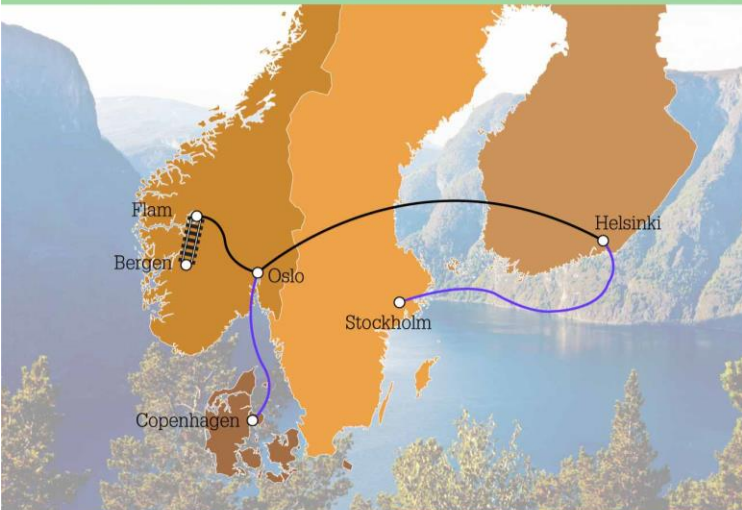 Flam
Helsinki
Bergen
Oslo
Stockholm
Copenhagen